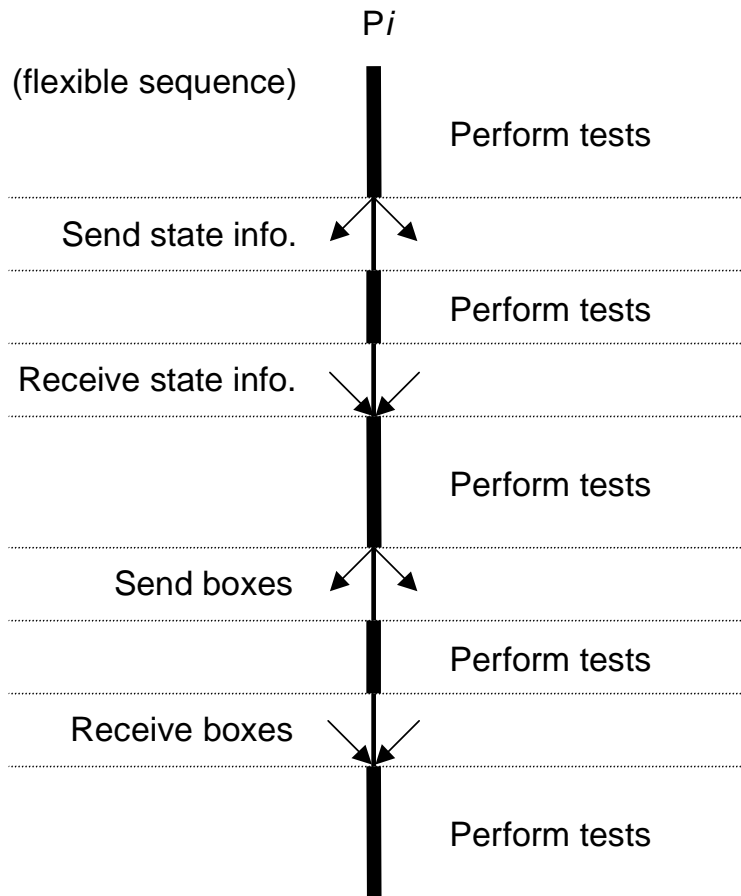 Pi
(flexible sequence)
Perform tests
Send state info.
Perform tests
Receive state info.
Perform tests
Send boxes
Perform tests
Receive boxes
Perform tests